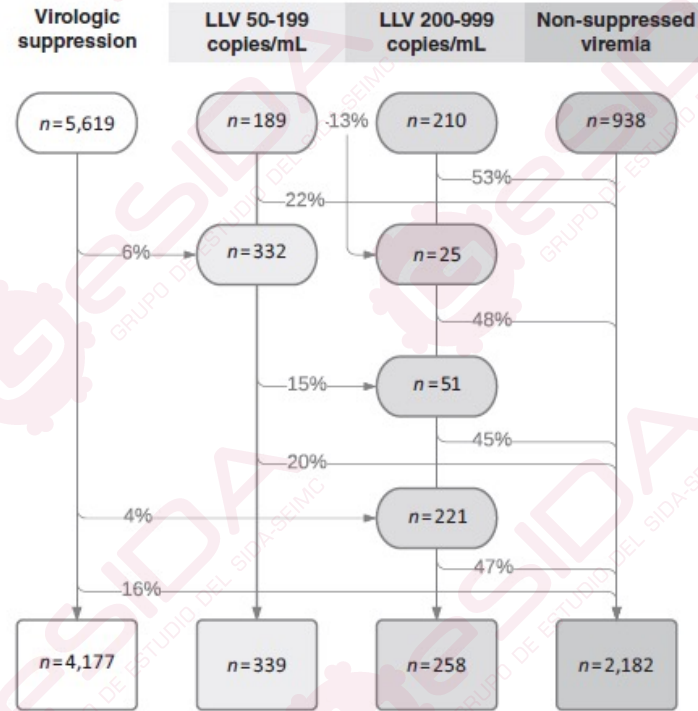 Virologic suppression
LLV 50-199 copies/mL
LLV 200-999 copies/mL
Non-suppressed viremia
n=5,619
n=189
13%
n=210
n=938
53%
22%
6%
n=332
n=25
48%
15%
n=51
45%
20%
4%
n=221
47%
16%
n=4,177
n=339
n=258
n=2,182
GeSIDA
GRUPO DE ESTUDIO DEL SIDA-SEIMC